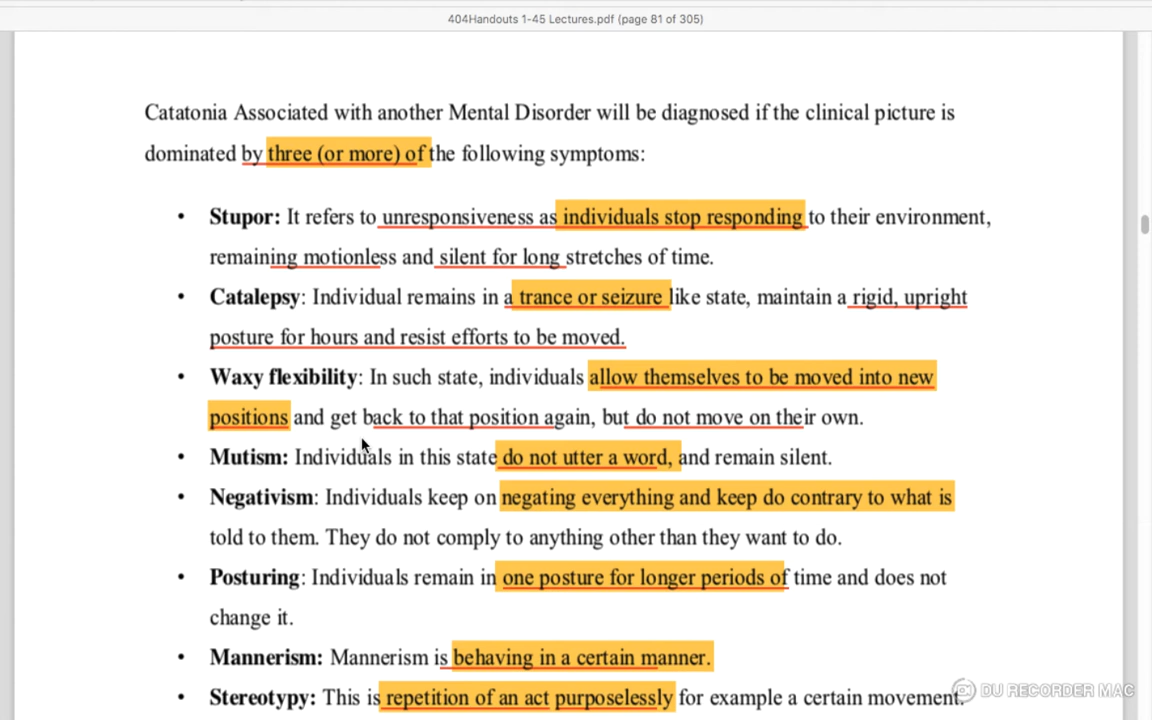 404Handouts 1-45 Lectures.pdf (page 81 of 305)
Catatonia Associated with another Mental Disorder will be diagnosed if the clinical picture is
dominated by three (or more) of the following symptoms:
• Stupor: It refers to unresponsiveness as individuals stop responding to their environment,
remaining motionless and silent for long stretches of time.
• Catalepsy: Individual remains in a trance or seizure like state, maintain a rigid, upright
posture for hours and resist efforts to be moved.
• Waxy flexibility: In such state, individuals allow themselves to be moved into new
positions and get back to that position again, but do not move on their own.
• Mutism: Individuals in this state do not utter a word, and remain silent.
• Negativism: Individuals keep on negating everything and keep do contrary to what is
told to them. They do not comply to anything other than they want to do.
• Posturing: Individuals remain in one posture for longer periods of time and does not
change it.
• Mannerism: Mannerism is behaving in a certain manner.
• Stereotypy: This is repetition of an act purposelessly for example a certain movement.
DU RECORDER MAC